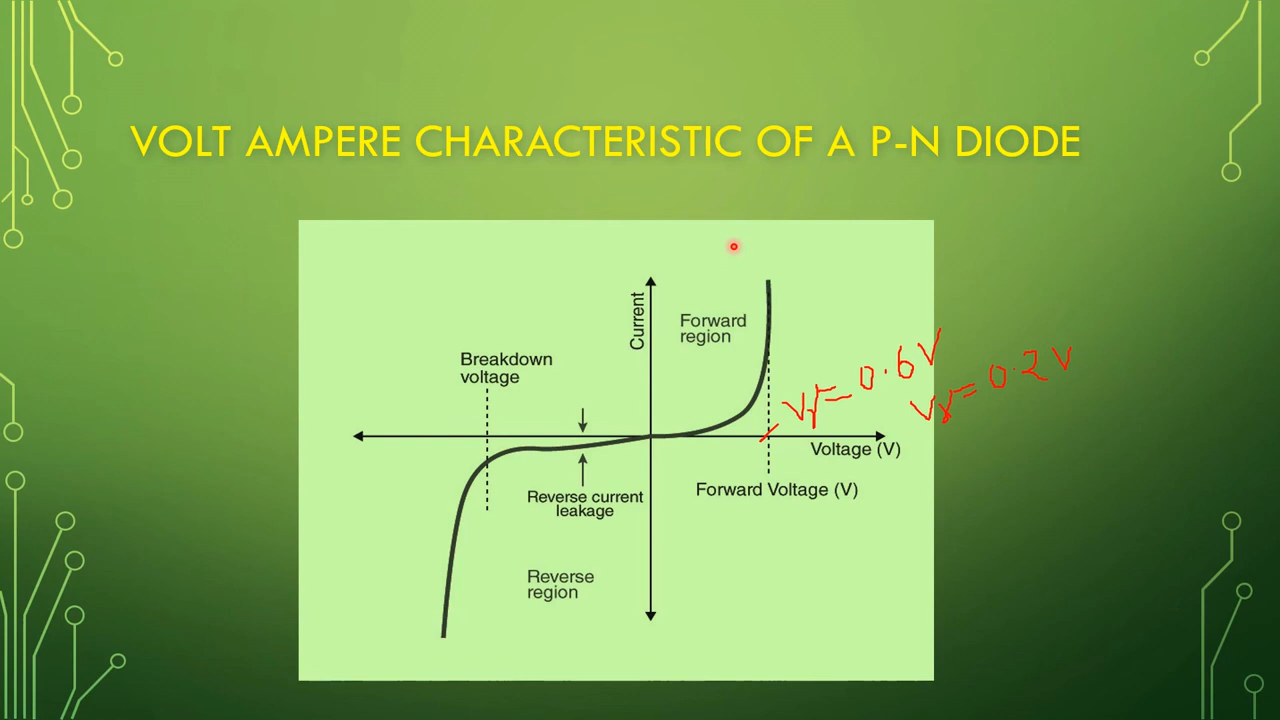 VOLT AMPERE CHARACTERISTIC OF A P-N DIODE
Current
Forward
region
Breakdown
voltage
Vγ = 0.6V
Vγ = 0.2V
Voltage (V)
Forward Voltage (V)
Reverse current
leakage
Reverse
region